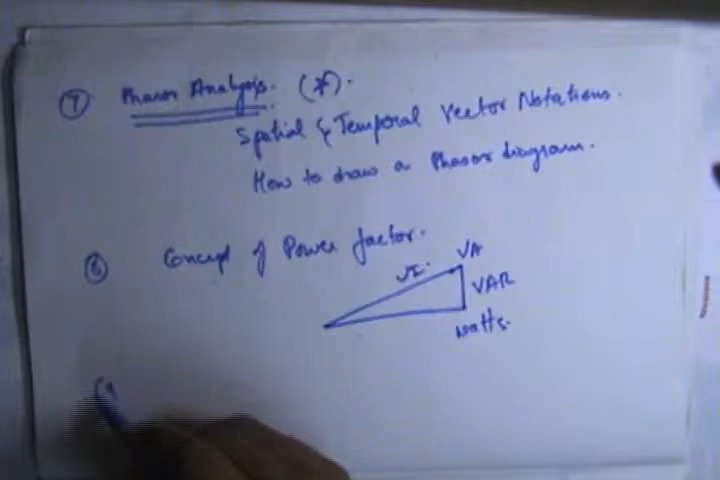 ⑦ Phasor Analysis. (*).
Spatial & Temporal Vector Notations.
How to draw a Phasor diagram.
⑧ Concept of Power factor.
VA
VI.
VAR
Watts.